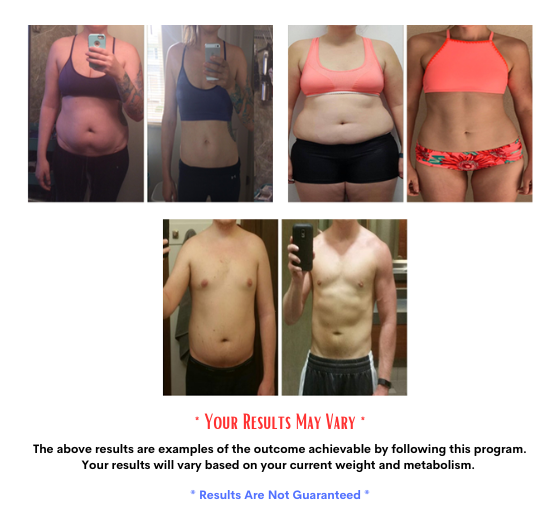 * Your Results May Vary *
The above results are examples of the outcome achievable by following this program.
Your results will vary based on your current weight and metabolism.
* Results Are Not Guaranteed *